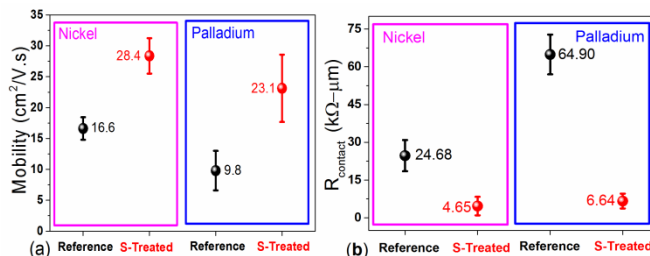 Mobility (cm²/V.s)
35
30
25
20
15
10
5
0
Nickel
28.4
16.6
Palladium
23.1
9.8
(a)
Reference
S-Treated
Reference
S-Treated
R_contact (kΩ−μm)
75
60
45
30
15
0
Nickel
24.68
4.65
Palladium
64.90
6.64
(b)
Reference
S-Treated
Reference
S-Treated